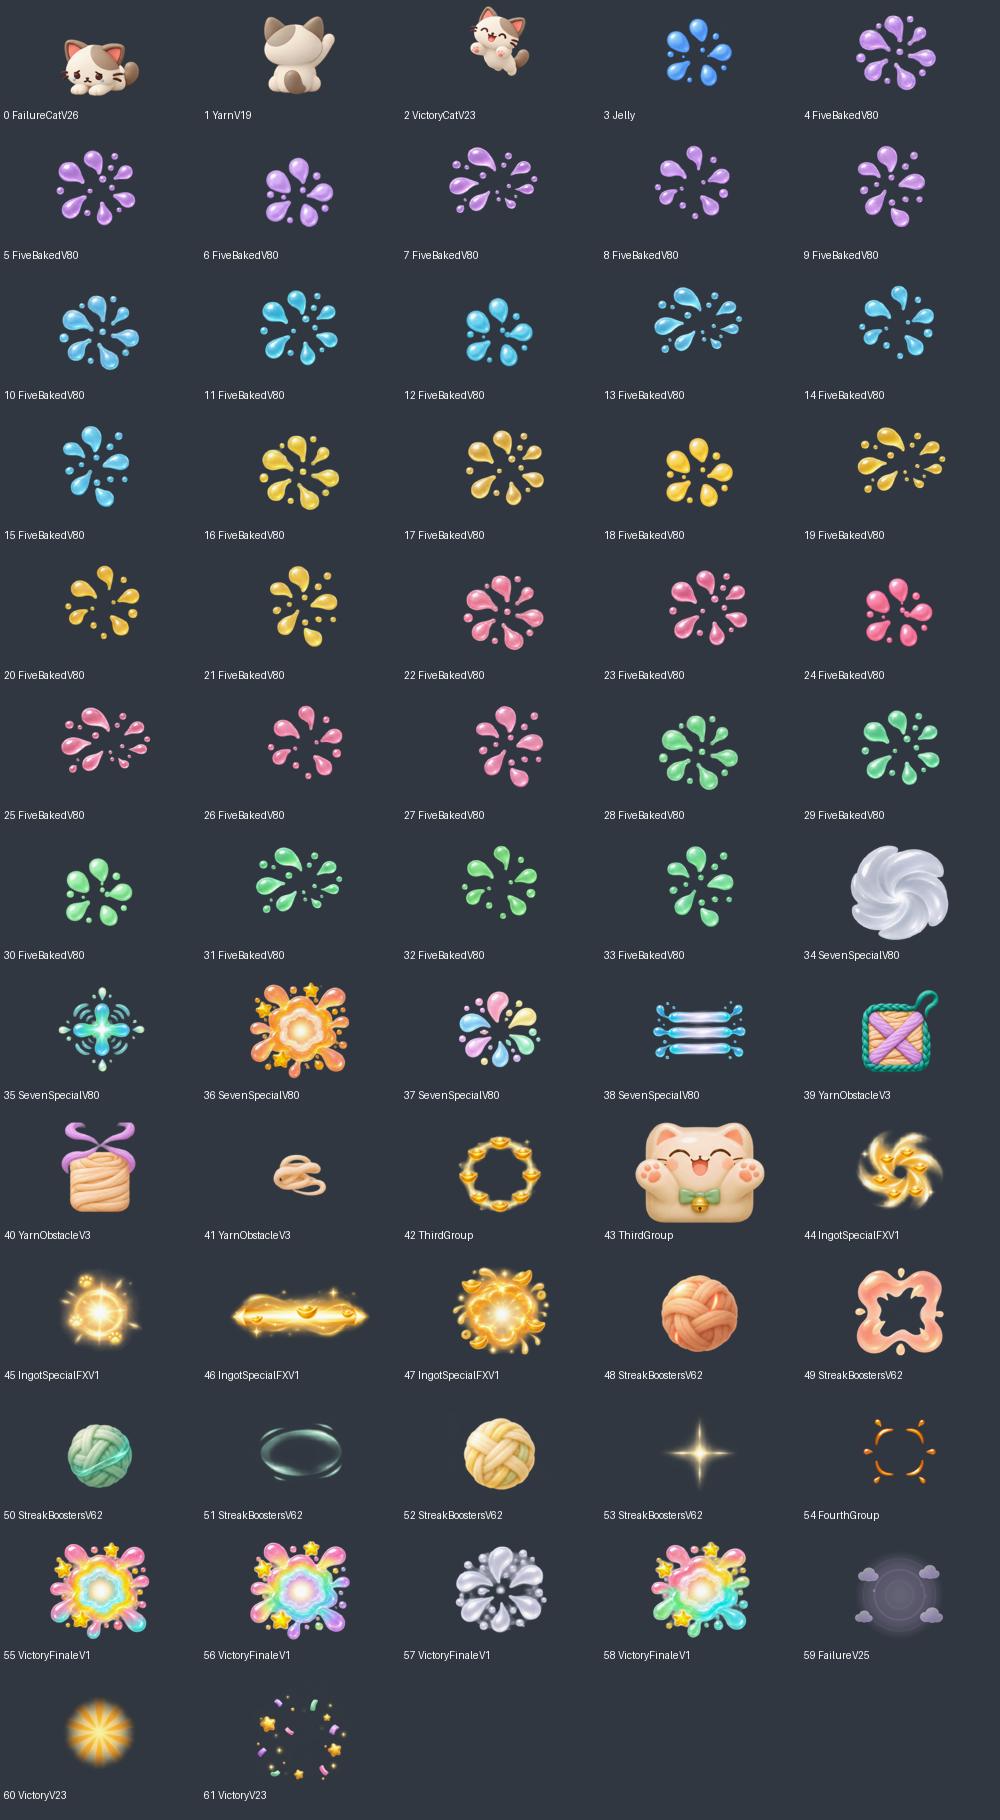 0 FailureCatV26
1 YarnV19
2 VictoryCatV23
3 Jelly
4 FiveBakedV80
5 FiveBakedV80
6 FiveBakedV80
7 FiveBakedV80
8 FiveBakedV80
9 FiveBakedV80
10 FiveBakedV80
11 FiveBakedV80
12 FiveBakedV80
13 FiveBakedV80
14 FiveBakedV80
15 FiveBakedV80
16 FiveBakedV80
17 FiveBakedV80
18 FiveBakedV80
19 FiveBakedV80
20 FiveBakedV80
21 FiveBakedV80
22 FiveBakedV80
23 FiveBakedV80
24 FiveBakedV80
25 FiveBakedV80
26 FiveBakedV80
27 FiveBakedV80
28 FiveBakedV80
29 FiveBakedV80
30 FiveBakedV80
31 FiveBakedV80
32 FiveBakedV80
33 FiveBakedV80
34 SevenSpecialV80
35 SevenSpecialV80
36 SevenSpecialV80
37 SevenSpecialV80
38 SevenSpecialV80
39 YarnObstacleV3
40 YarnObstacleV3
41 YarnObstacleV3
42 ThirdGroup
43 ThirdGroup
44 IngotSpecialFXV1
45 IngotSpecialFXV1
46 IngotSpecialFXV1
47 IngotSpecialFXV1
48 StreakBoostersV62
49 StreakBoostersV62
50 StreakBoostersV62
51 StreakBoostersV62
52 StreakBoostersV62
53 StreakBoostersV62
54 FourthGroup
55 VictoryFinaleV1
56 VictoryFinaleV1
57 VictoryFinaleV1
58 VictoryFinaleV1
59 FailureV25
60 VictoryV23
61 VictoryV23